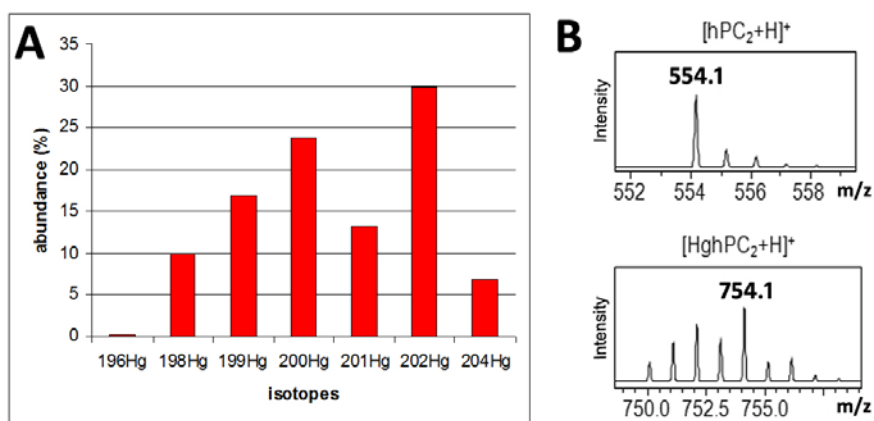 A
35
30
25
20
15
10
5
0
abundance (%)
196Hg 198Hg 199Hg 200Hg 201Hg 202Hg 204Hg
isotopes
B
[hPC₂+H]⁺
554.1
Intensity
552 554 556 558 m/z
[HghPC₂+H]⁺
754.1
Intensity
750.0 752.5 755.0 m/z